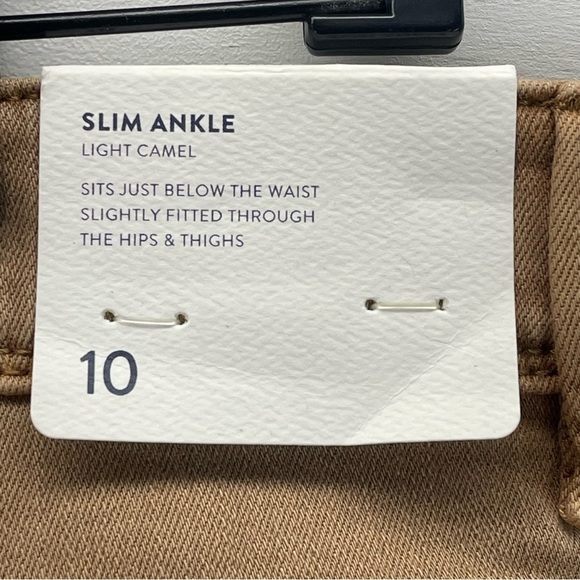 SLIM ANKLE
LIGHT CAMEL
SITS JUST BELOW THE WAIST
SLIGHTLY FITTED THROUGH
THE HIPS & THIGHS
10